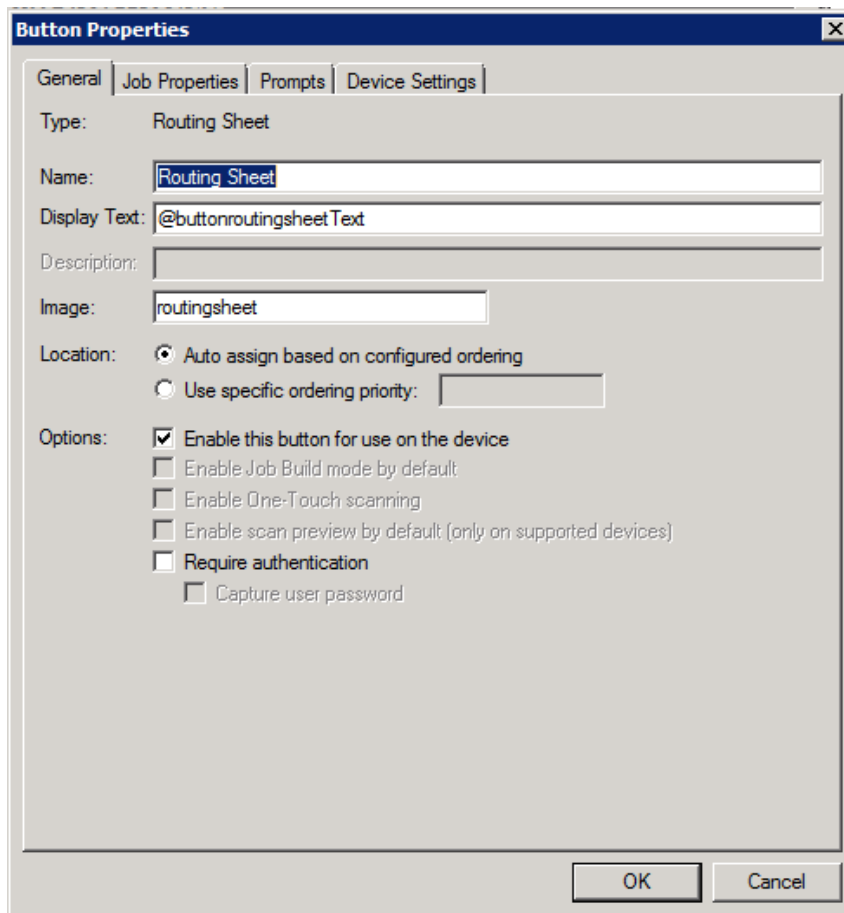 Button Properties
General Job Properties Prompts Device Settings
Type: Routing Sheet
Name: Routing Sheet
Display Text: @buttonroutingsheetText
Description:
Image: routingsheet
Location: Auto assign based on configured ordering
Use specific ordering priority:
Options: Enable this button for use on the device
Enable Job Build mode by default
Enable One-Touch scanning
Enable scan preview by default (only on supported devices)
Require authentication
Capture user password
OK Cancel